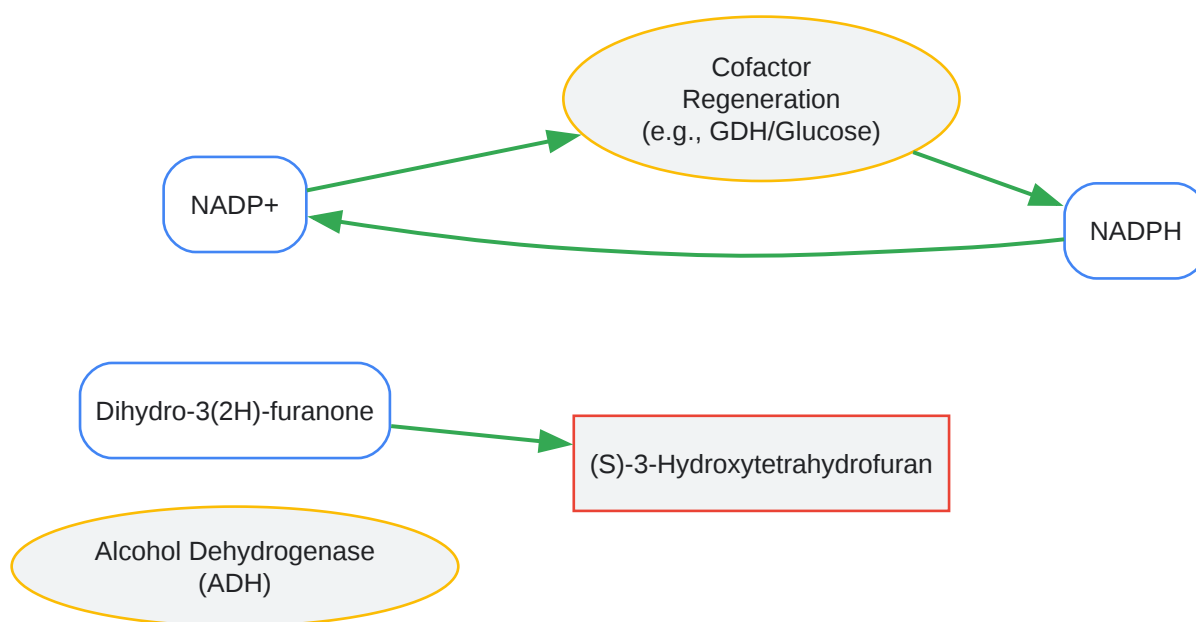 Cofactor
Regeneration
(e.g., GDH/Glucose)
NADP+
NADPH
Dihydro-3(2H)-furanone
(S)-3-Hydroxytetrahydrofuran
Alcohol Dehydrogenase
(ADH)